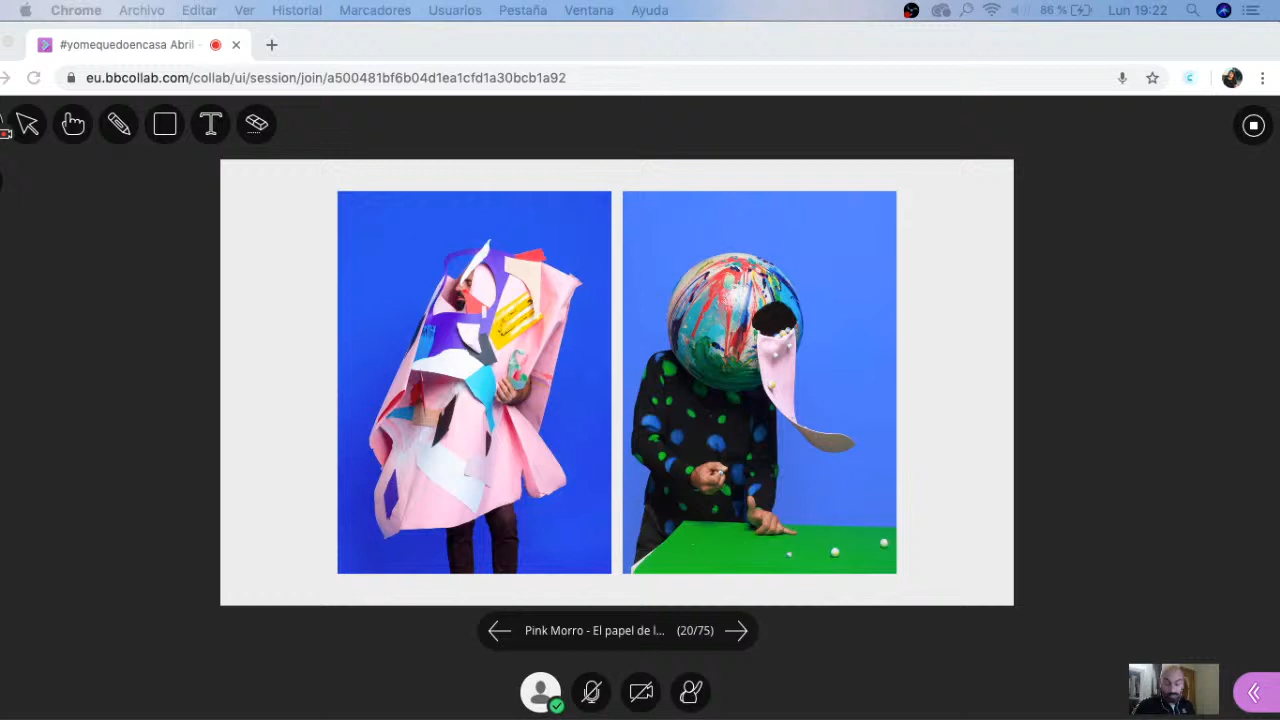 Chrome Archivo Editar Ver Historial Marcadores Usuarios Pestaña Ventana Ayuda 86 % Lun 19:22
#yomequedoencasa Abril -
eu.bbcollab.com/collab/ui/session/join/a500481bf6b04d1ea1cfd1a30bcb1a92
T
Pink Morro - El papel de l... (20/75)